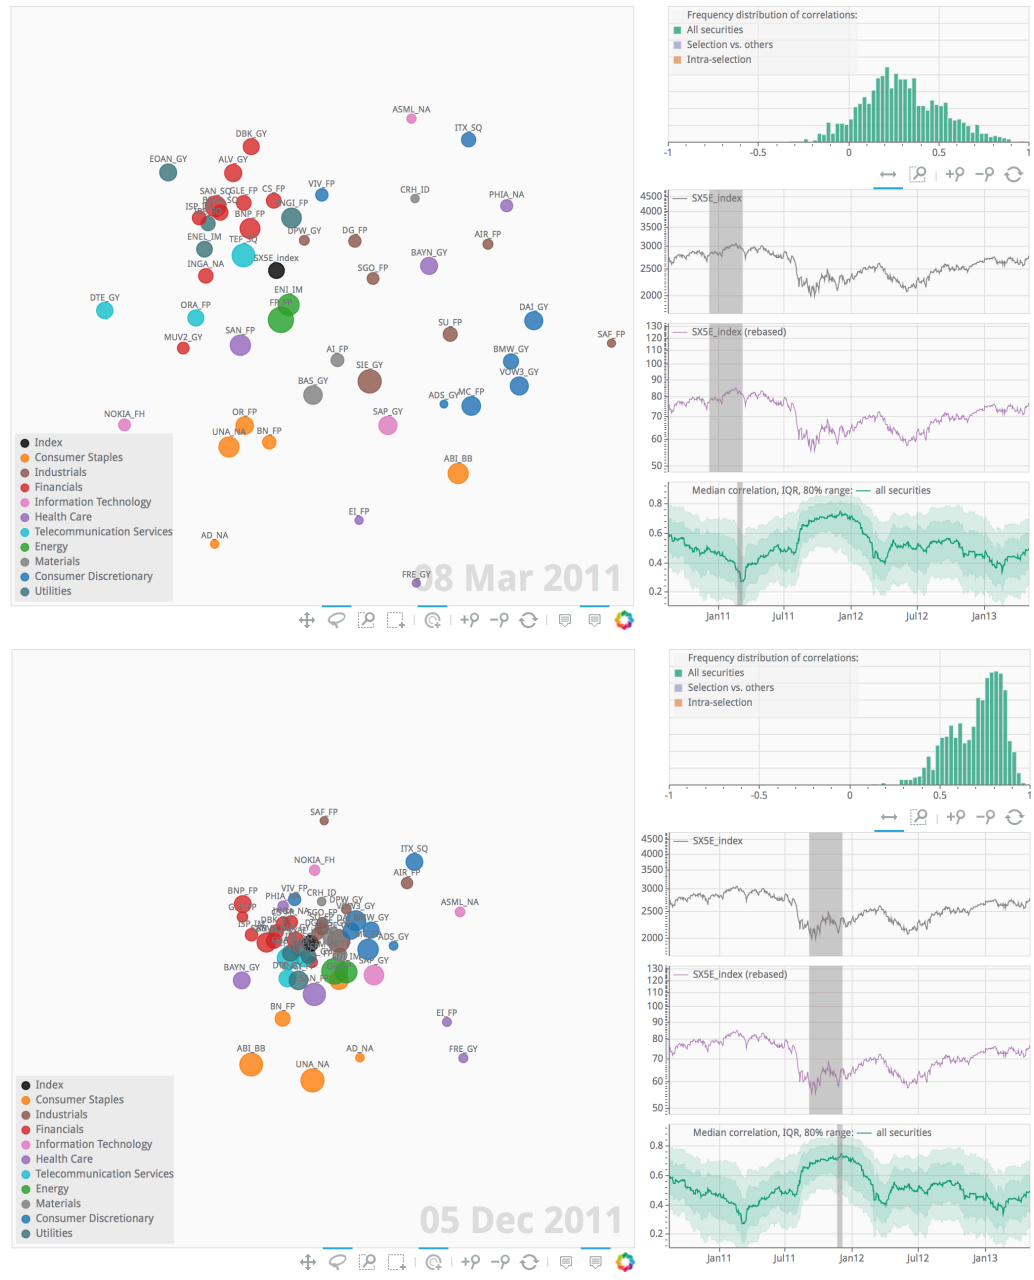 ASML_NA
ITX_SQ
DBK_GY
EOAN_GY
ALV_GY
SAN_SQ
GLE_FP
CS_FP
VIV_FP
CRH_ID
PHIA_NA
BNP_FP
DPW_GY
DG_FP
AIR_FP
ENEL_IM
TEF_SQ
SX5E_index
BAYN_GY
INGA_NA
SGO_FP
ENI_IM
DTE_GY
ORA_FP
DAI_GY
MUV2_GY
SAN_FP
SU_FP
SAF_FP
AI_FP
BMW_GY
SIE_GY
VOW3_GY
BAS_GY
ADS_GY
MC_FP
NOKIA_FH
OR_FP
SAP_GY
UNA_NA
BN_FP
ABI_BB
EI_FP
AD_NA
FRE_GY
Index
Consumer Staples
Industrials
Financials
Information Technology
Health Care
Telecommunication Services
Energy
Materials
Consumer Discretionary
Utilities
08 Mar 2011
Frequency distribution of correlations:
All securities
Selection vs. others
Intra-selection
-1 -0.5 0 0.5 1
SX5E_index
4500
4000
3500
3000
2500
2000
SX5E_index (rebased)
130
120
110
100
90
80
70
60
50
Median correlation, IQR, 80% range: all securities
0.8
0.6
0.4
0.2
Jan11 Jul11 Jan12 Jul12 Jan13
SAF_FP
ITX_SQ
NOKIA_FH
AIR_FP
BNP_FP
VIV_FP
CRH_ID
DPW_GY
ASML_NA
ADS_GY
SAP_GY
BAYN_GY
BN_FP
EI_FP
ABI_BB
AD_NA
FRE_GY
UNA_NA
Index
Consumer Staples
Industrials
Financials
Information Technology
Health Care
Telecommunication Services
Energy
Materials
Consumer Discretionary
Utilities
05 Dec 2011
Frequency distribution of correlations:
All securities
Selection vs. others
Intra-selection
-1 -0.5 0 0.5 1
SX5E_index
4500
4000
3500
3000
2500
2000
SX5E_index (rebased)
130
120
110
100
90
80
70
60
50
Median correlation, IQR, 80% range: all securities
0.8
0.6
0.4
0.2
Jan11 Jul11 Jan12 Jul12 Jan13